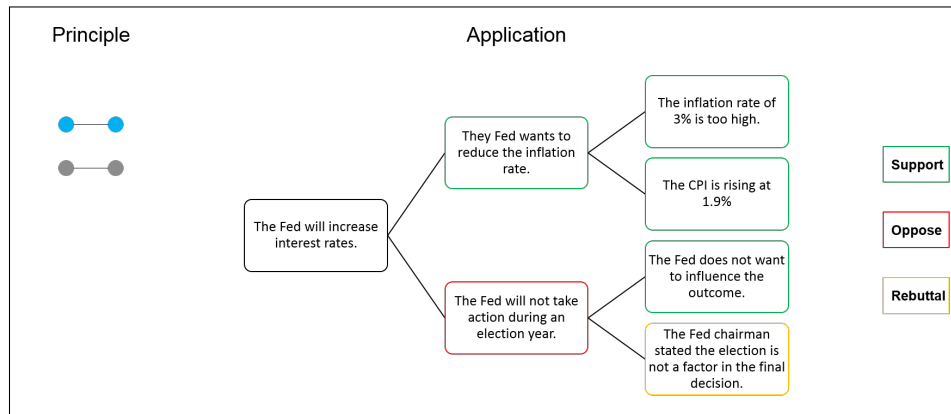 Principle
Application
The Fed will increase
interest rates.
They Fed wants to
reduce the inflation
rate.
The inflation rate of
3% is too high.
The CPI is rising at
1.9%
The Fed will not take
action during an
election year.
The Fed does not want
to influence the
outcome.
The Fed chairman
stated the election is
not a factor in the final
decision.
Support
Oppose
Rebuttal